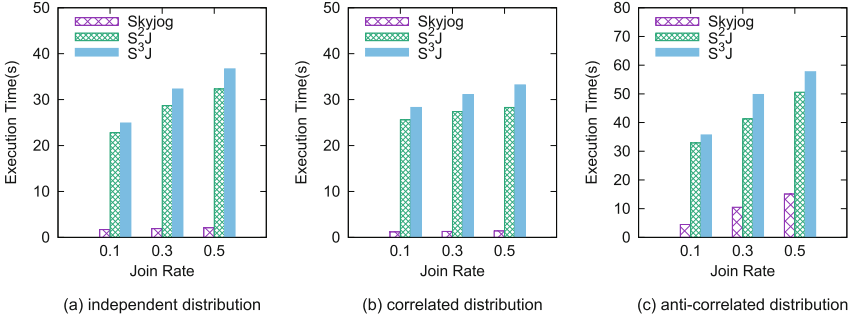 50
40
30
20
10
0
Execution Time(s)
Skyjog
S²J
S³J
0.1 0.3 0.5
Join Rate
(a) independent distribution
50
40
30
20
10
0
Execution Time(s)
Skyjog
S²J
S³J
0.1 0.3 0.5
Join Rate
(b) correlated distribution
80
70
60
50
40
30
20
10
0
Execution Time(s)
Skyjog
S²J
S³J
0.1 0.3 0.5
Join Rate
(c) anti-correlated distribution